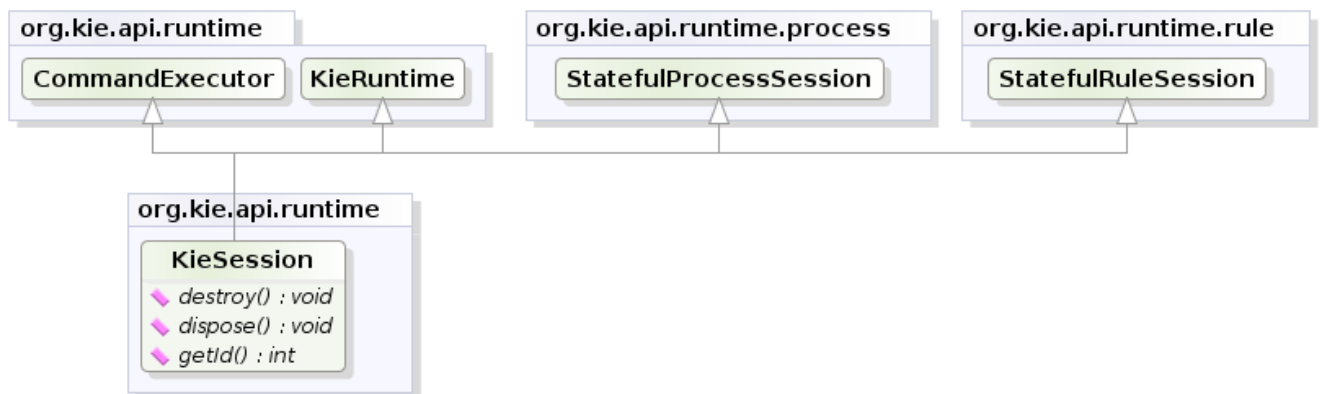 org.kie.api.runtime
CommandExecutor KieRuntime
org.kie.api.runtime.process
StatefulProcessSession
org.kie.api.runtime.rule
StatefulRuleSession
org.kie.api.runtime
KieSession
destroy() : void
dispose() : void
getId() : int